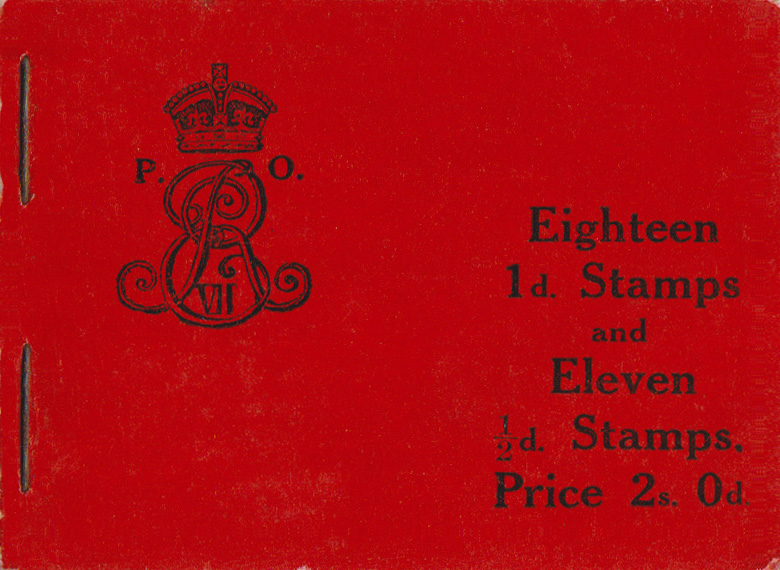 P. O.
VII
Eighteen
1d. Stamps
and
Eleven
½d. Stamps.
Price 2s. 0d.